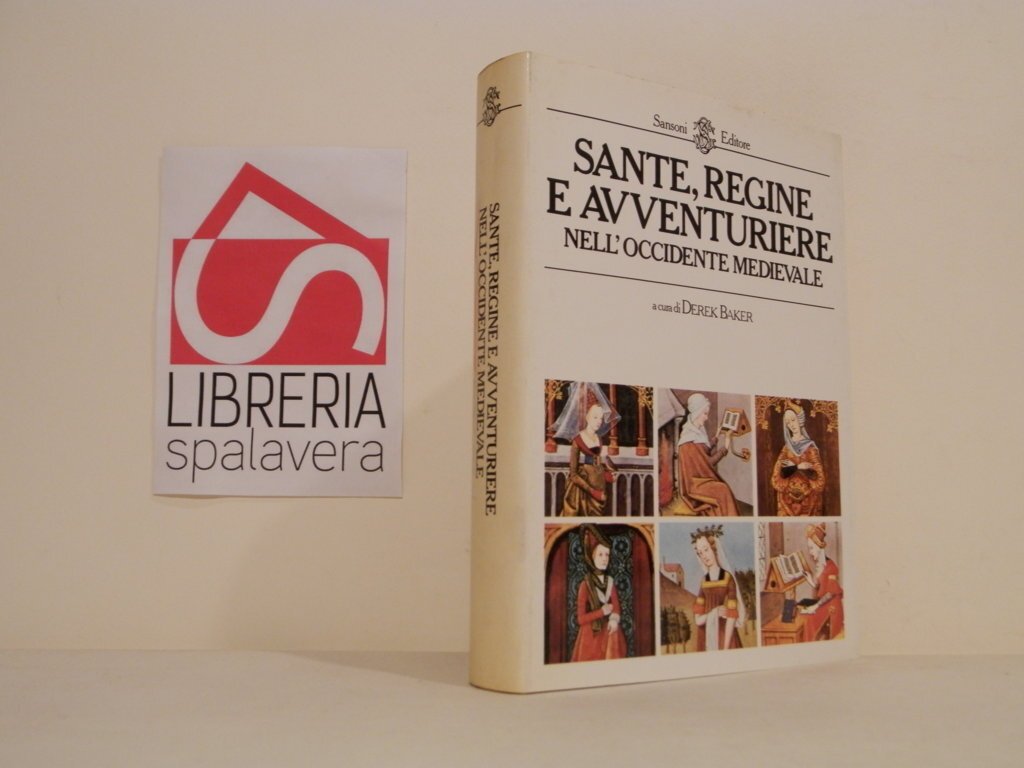 LIBRERIA
spalavera
SANTE, REGINE E AVVENTURIERE
NELL'OCCIDENTE MEDIEVALE
Sansoni Editore
SANTE, REGINE
E AVVENTURIERE
NELL'OCCIDENTE MEDIEVALE
a cura di DEREK BAKER